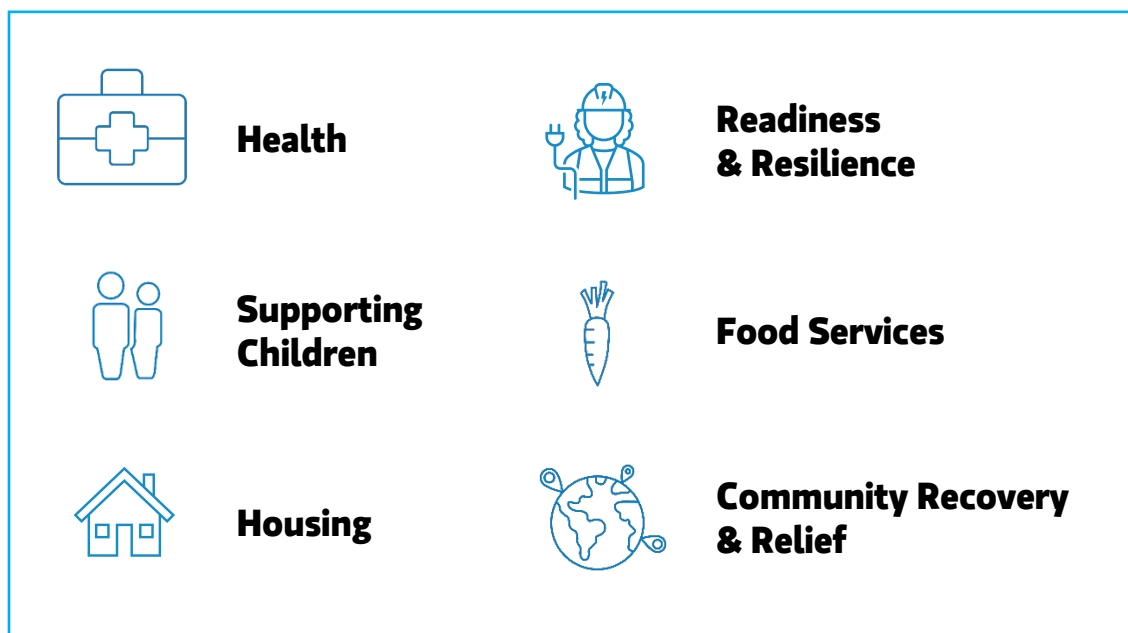 Health
Readiness
& Resilience
Supporting
Children
Food Services
Housing
Community Recovery
& Relief